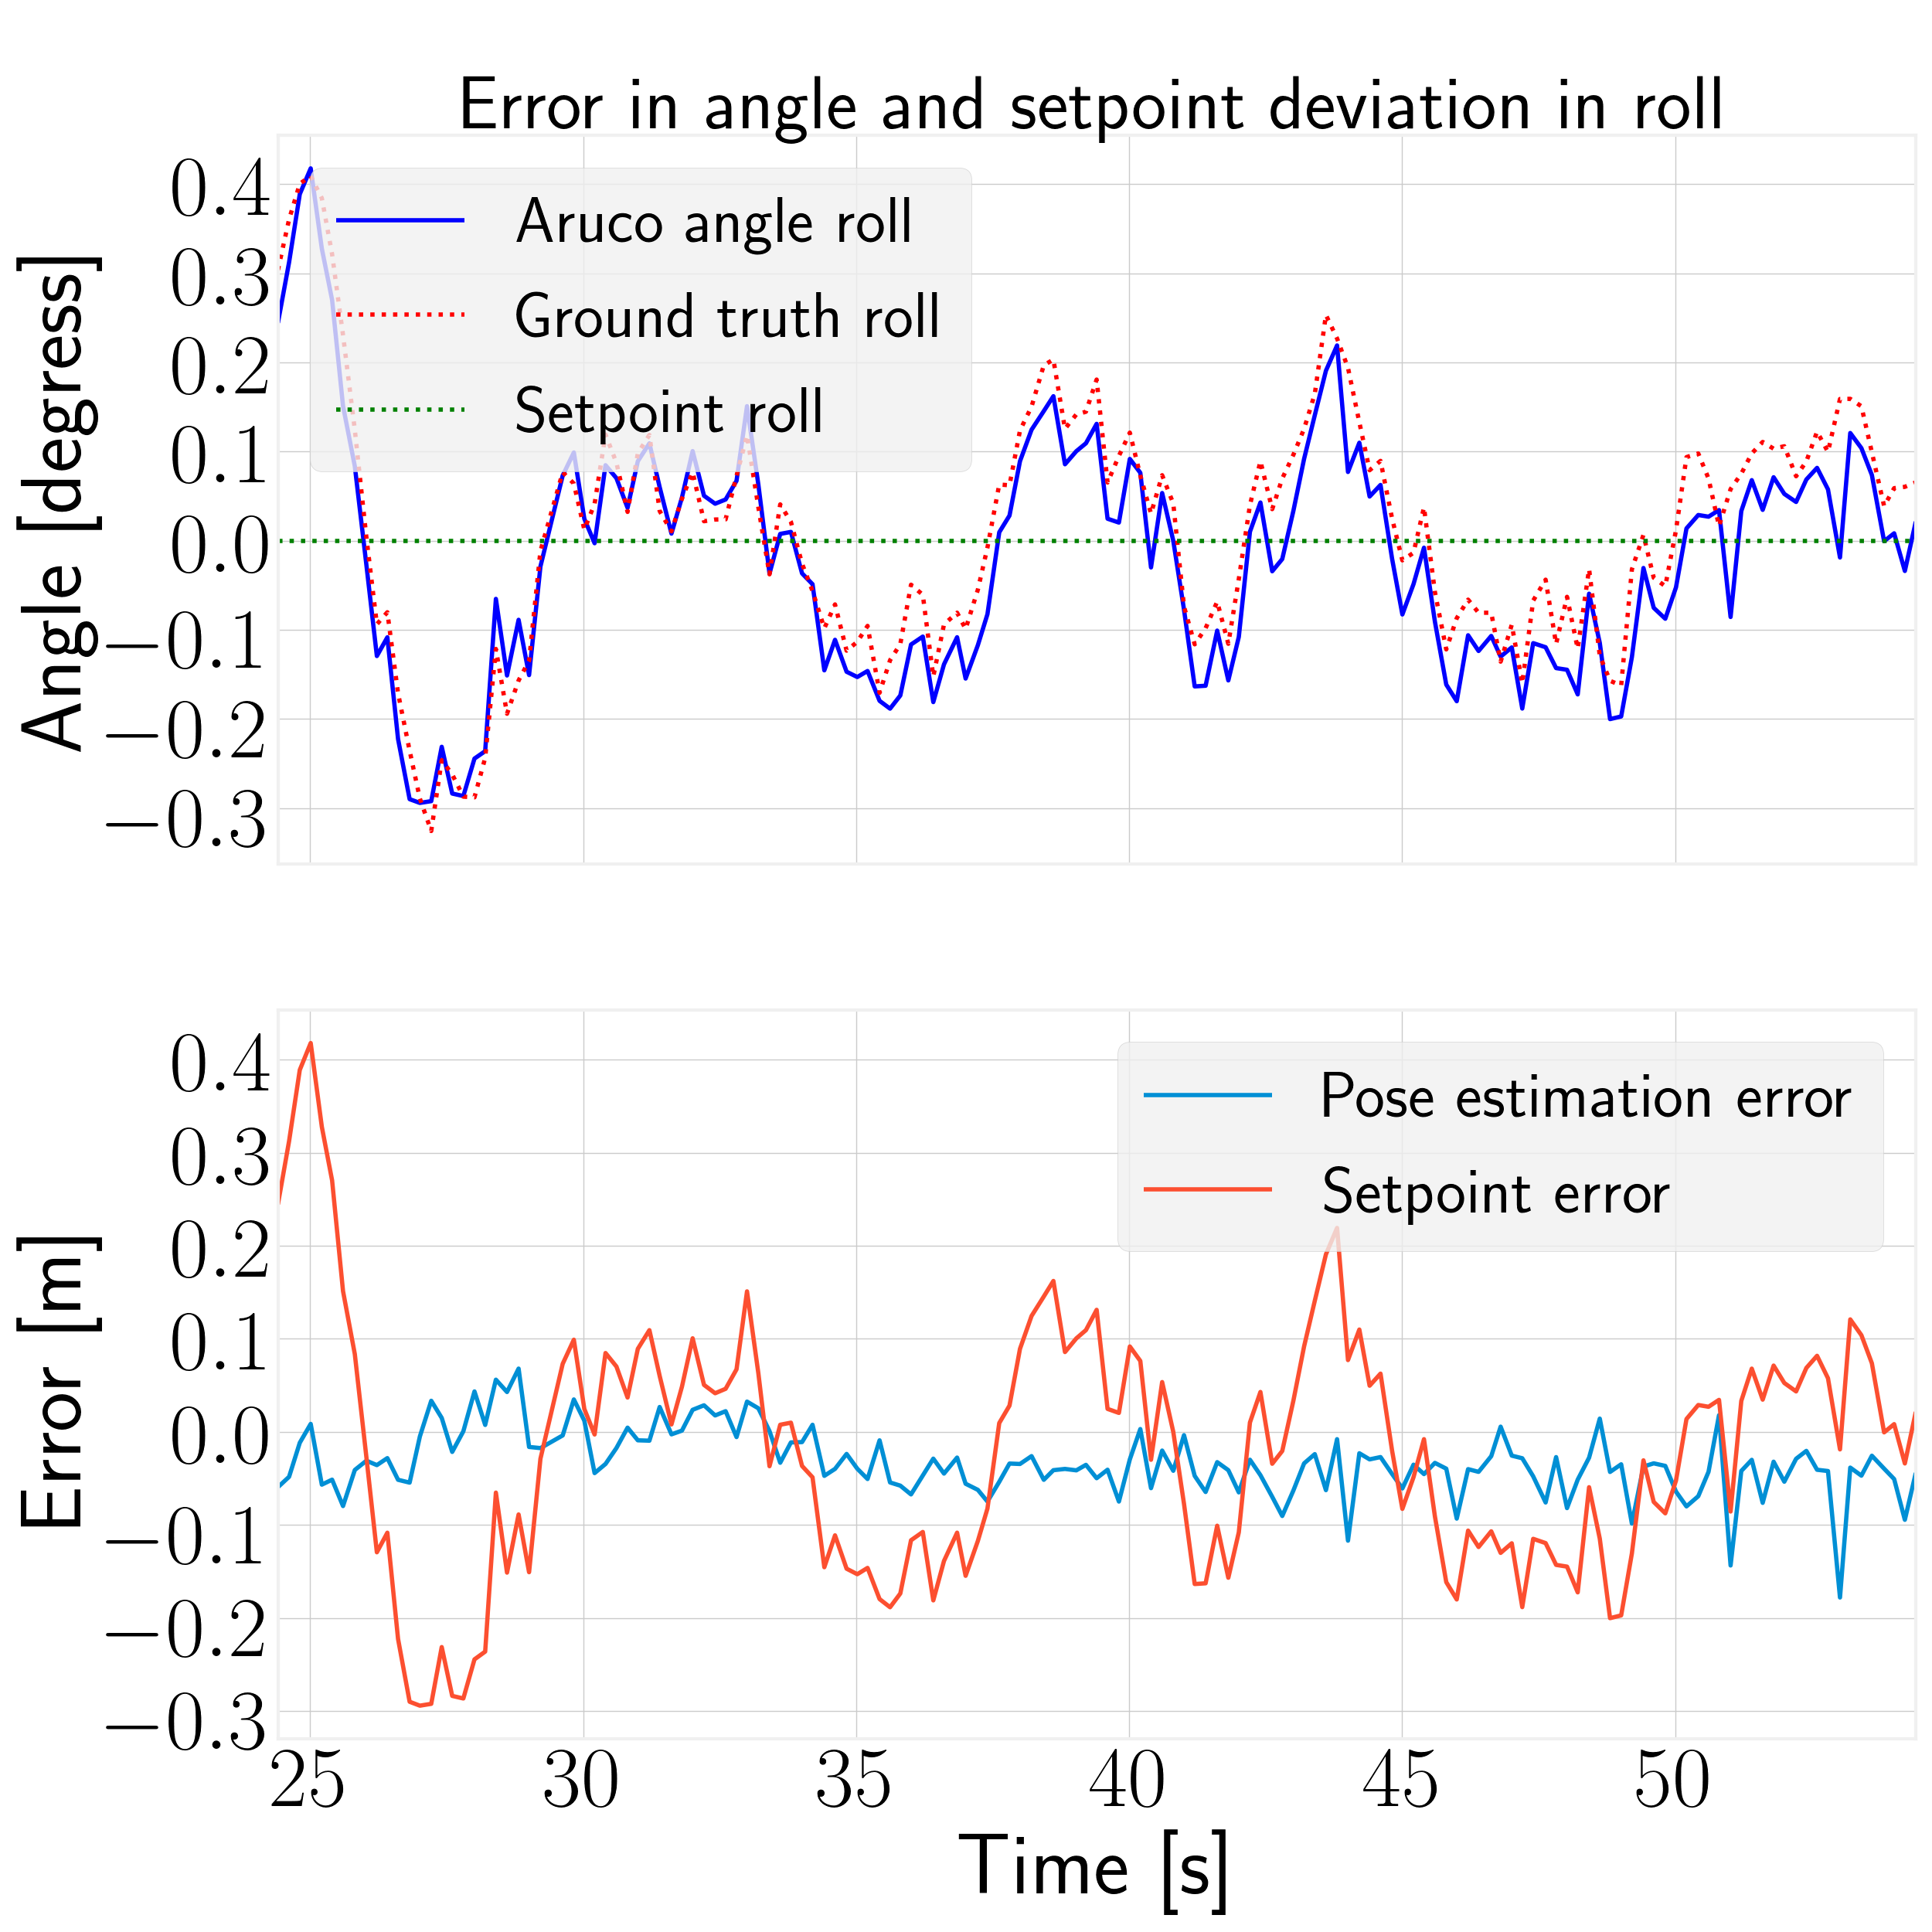 Error in angle and setpoint deviation in roll
Angle [degress]
0.4
0.3
0.2
0.1
0.0
−0.1
−0.2
−0.3
Aruco angle roll
Ground truth roll
Setpoint roll
Error [m]
0.4
0.3
0.2
0.1
0.0
−0.1
−0.2
−0.3
Pose estimation error
Setpoint error
25 30 35 40 45 50
Time [s]